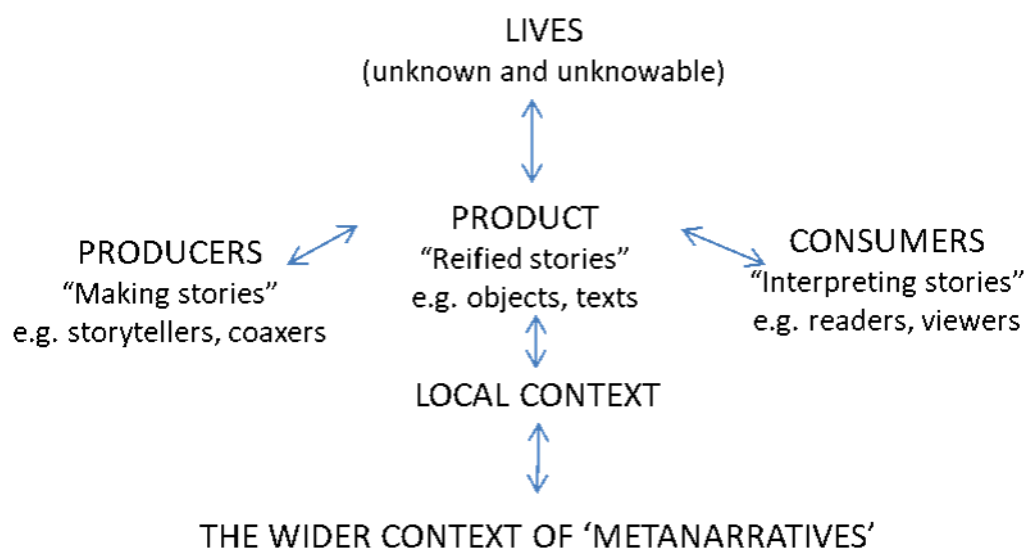 LIVES
(unknown and unknowable)
PRODUCT
“Reified stories”
e.g. objects, texts
PRODUCERS
“Making stories”
e.g. storytellers, coaxers
CONSUMERS
“Interpreting stories”
e.g. readers, viewers
LOCAL CONTEXT
THE WIDER CONTEXT OF ‘METANARRATIVES’